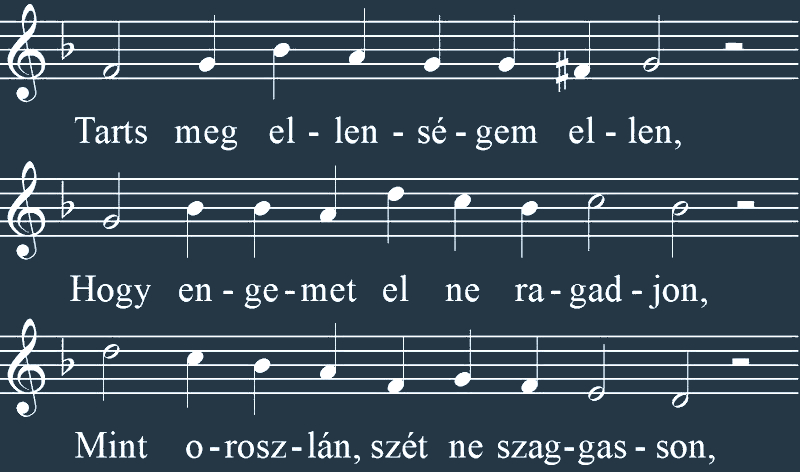 Tarts meg el - len - sé - gem el - len,
Hogy en - ge - met el ne ra - gad - jon,
Mint o - rosz - lán, szét ne szag - gas - son,